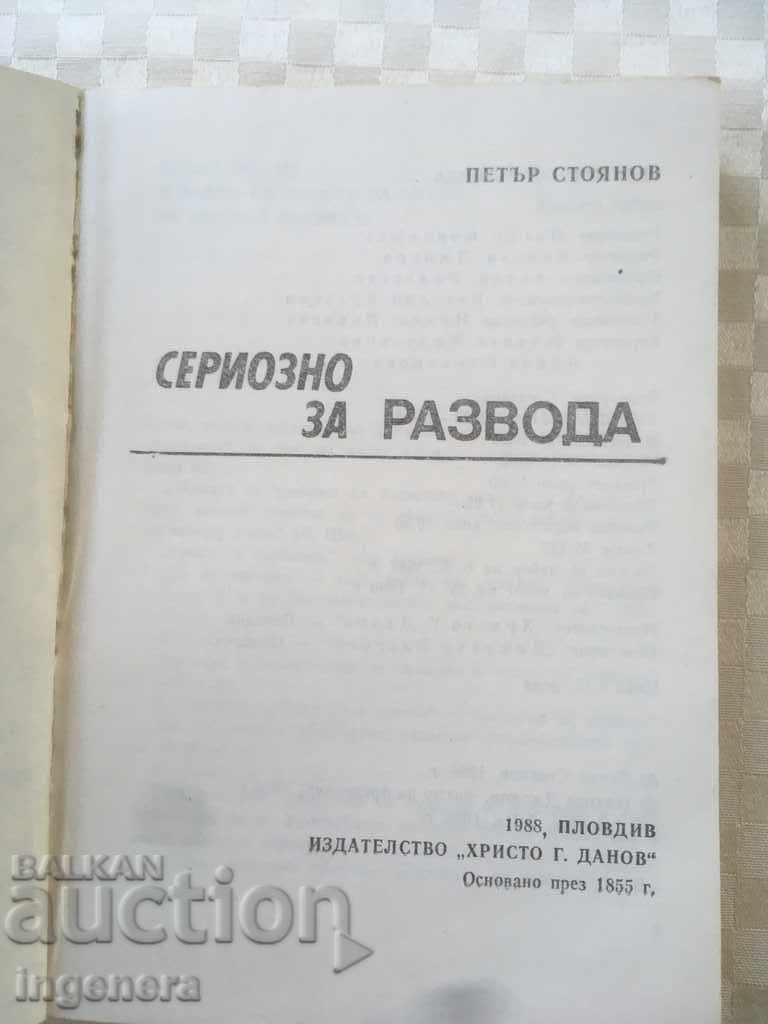 ПЕТЪР СТОЯНОВ
СЕРИОЗНО
ЗА РАЗВОДА
1988, ПЛОВДИВ
ИЗДАТЕЛСТВО „ХРИСТО Г. ДАНОВ“
Основано през 1855 г.
BALKAN
auction
ingenera